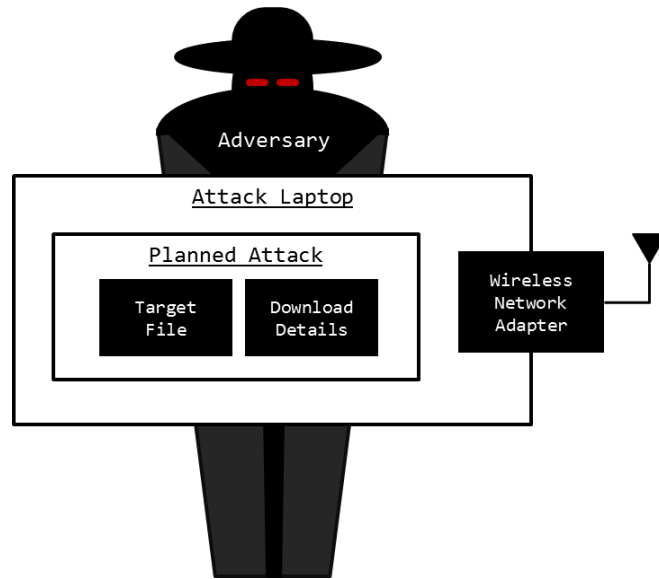 Adversary
Attack Laptop
Planned Attack
Target
File
Download
Details
Wireless
Network
Adapter